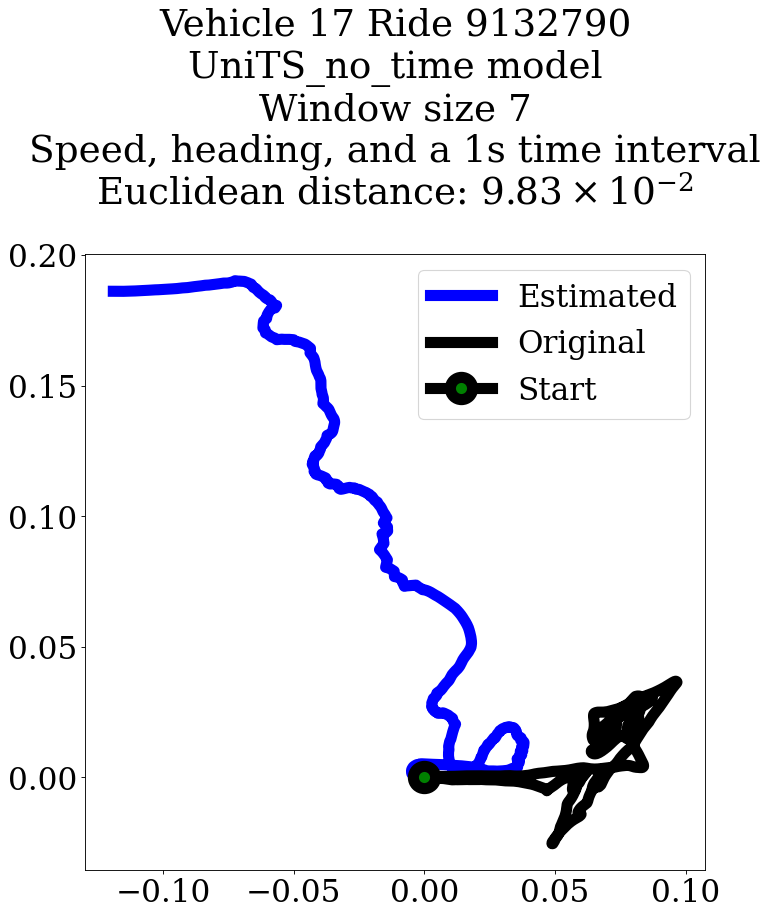 Vehicle 17 Ride 9132790
UniTS_no_time model
Window size 7
Speed, heading, and a 1s time interval
Euclidean distance: 9.83 × 10⁻²
Estimated
Original
Start
0.20
0.15
0.10
0.05
0.00
−0.10 −0.05 0.00 0.05 0.10